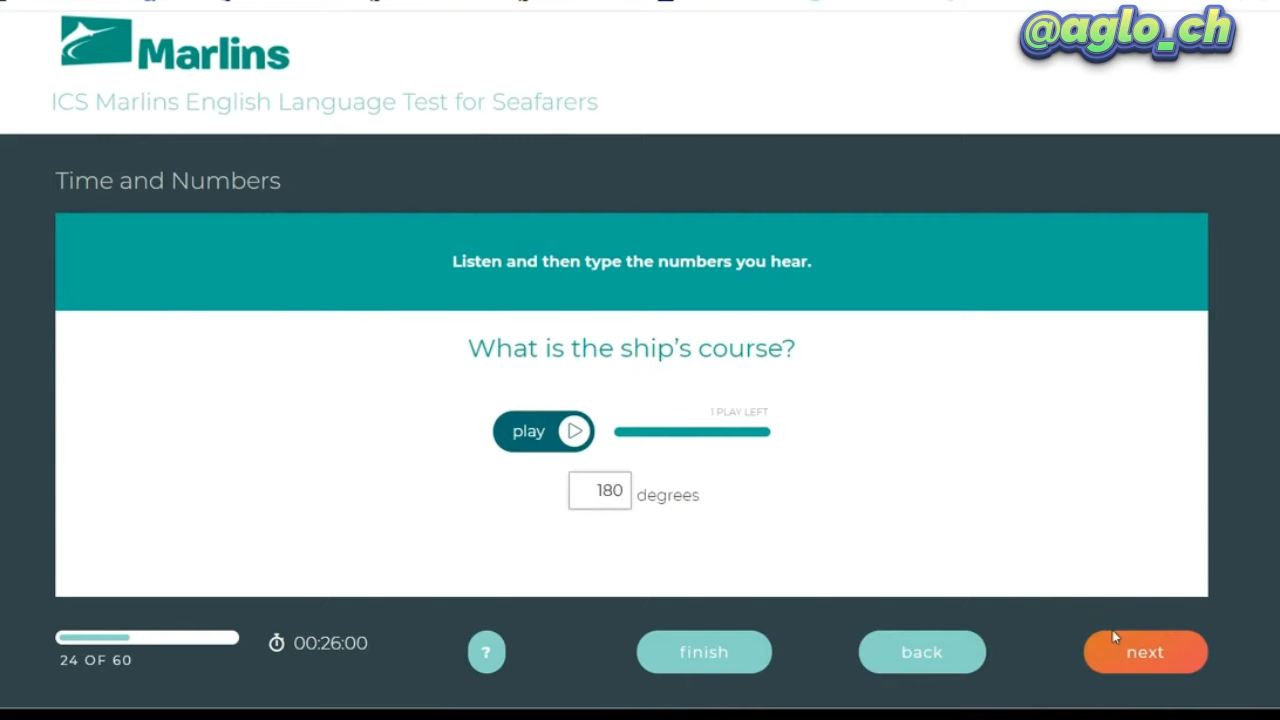 @aglo_ch
Marlins
ICS Marlins English Language Test for Seafarers
Time and Numbers
Listen and then type the numbers you hear.
What is the ship's course?
1 PLAY LEFT
play
180 degrees
24 OF 60
00:26:00
?
finish
back
next